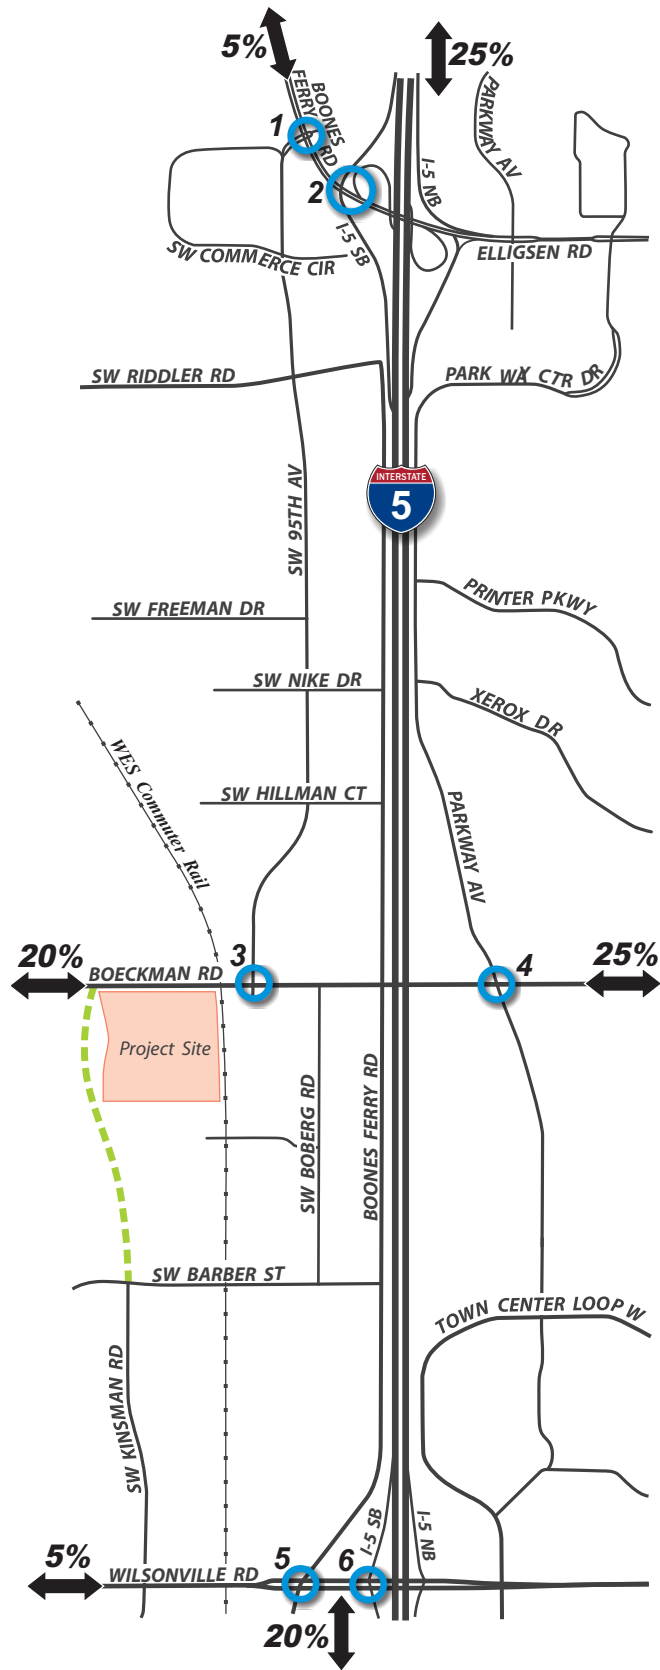 5%
25%
BOONES
FERRY RD
PARKWAY AV
1
2
I-5 NB
I-5 SB
SW COMMERCE CIR
ELLIGSEN RD
SW RIDDLER RD
PARK WAY CTR DR
INTERSTATE
5
SW 95TH AV
SW FREEMAN DR
PRINTER PKWY
SW NIKE DR
XEROX DR
WES Commuter Rail
SW HILLMAN CT
PARKWAY AV
20%
3
4
25%
BOECKMAN RD
Project Site
SW BOBERG RD
BOONES FERRY RD
SW BARBER ST
TOWN CENTER LOOP W
SW KINSMAN RD
I-5 SB
I-5 NB
5%
5
6
WILSONVILLE RD
20%